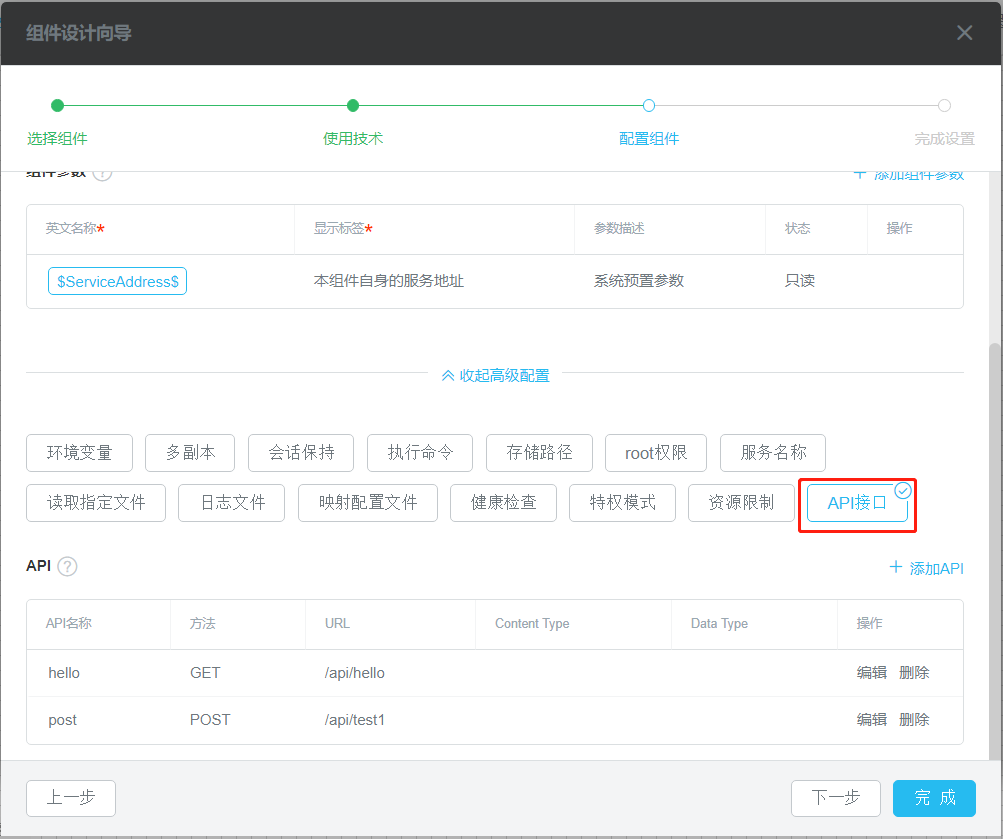 组件设计向导
选择组件 使用技术 配置组件 完成设置
组件参数 ? + 添加组件参数
英文名称* 显示标签* 参数描述 状态 操作
$ServiceAddress$ 本组件自身的服务地址 系统预置参数 只读
收起高级配置
环境变量 多副本 会话保持 执行命令 存储路径 root权限 服务名称
读取指定文件 日志文件 映射配置文件 健康检查 特权模式 资源限制 API接口
API ? + 添加API
API名称 方法 URL Content Type Data Type 操作
hello GET /api/hello 编辑 删除
post POST /api/test1 编辑 删除
上一步 下一步 完 成